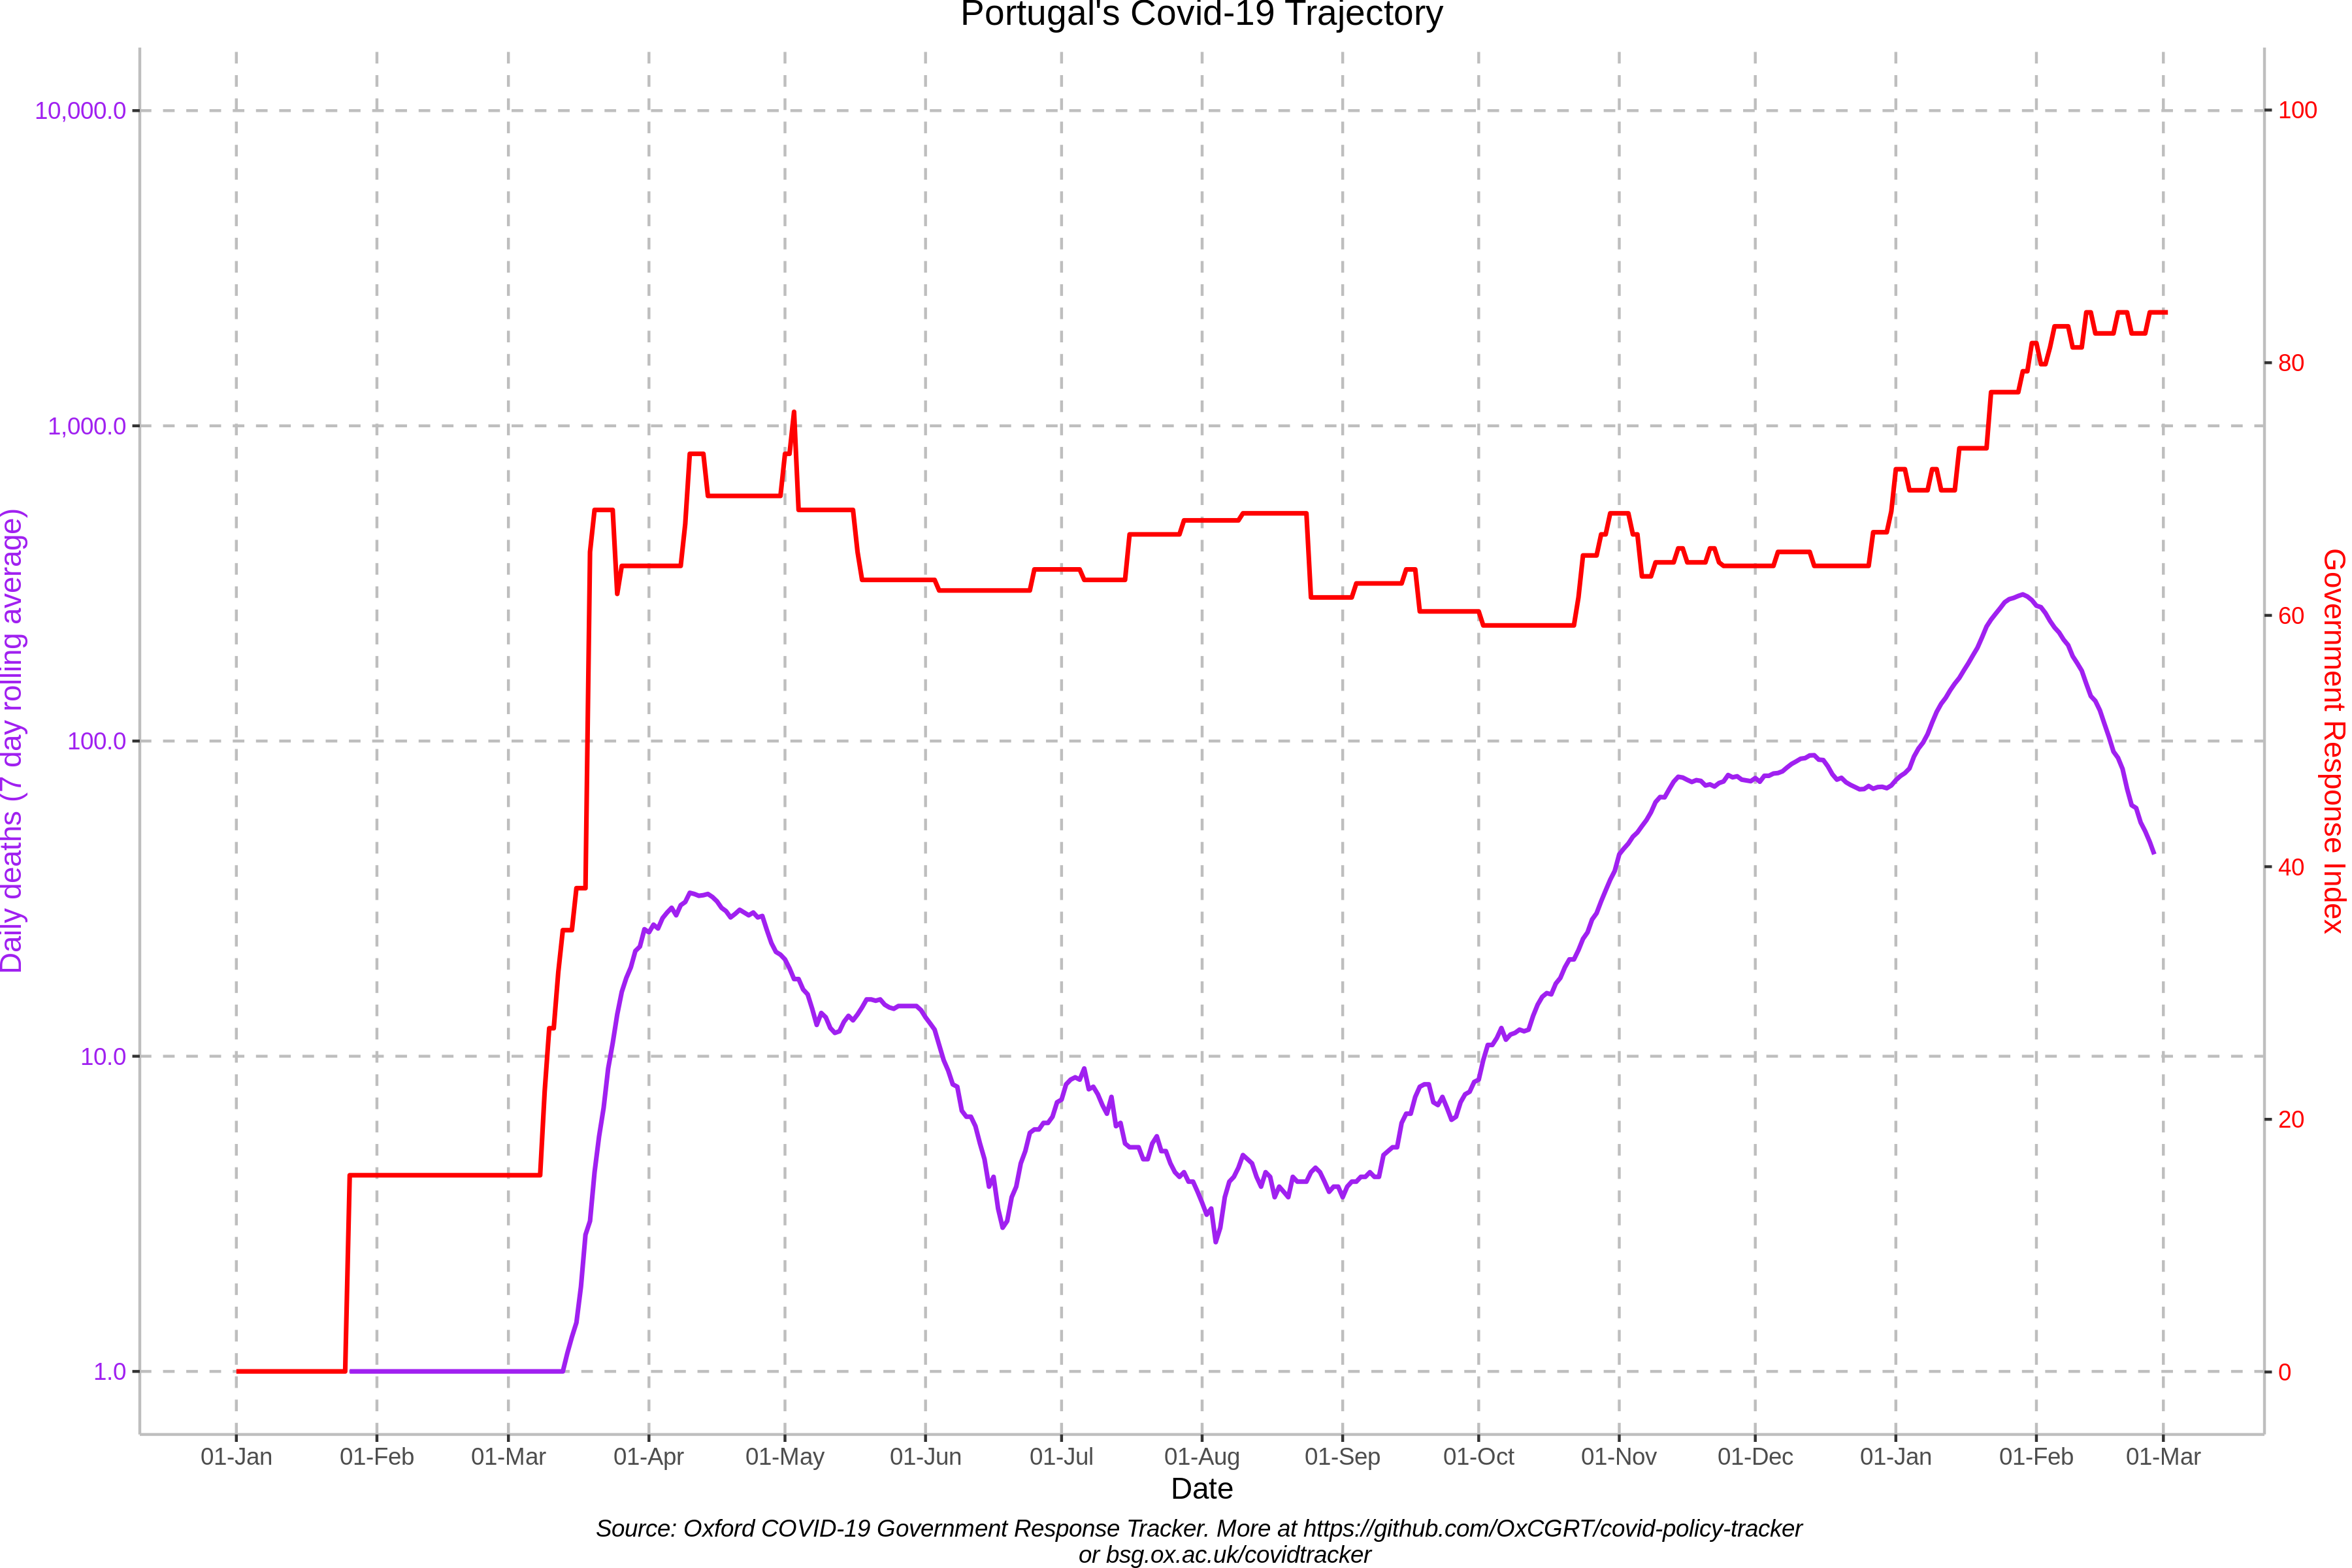 Portugal's Covid-19 Trajectory
10,000.0
1,000.0
100.0
10.0
1.0
Daily deaths (7 day rolling average)
100
80
60
40
20
0
Government Response Index
01-Jan 01-Feb 01-Mar 01-Apr 01-May 01-Jun 01-Jul 01-Aug 01-Sep 01-Oct 01-Nov 01-Dec 01-Jan 01-Feb 01-Mar
Date
Source: Oxford COVID-19 Government Response Tracker. More at https://github.com/OxCGRT/covid-policy-tracker
or bsg.ox.ac.uk/covidtracker